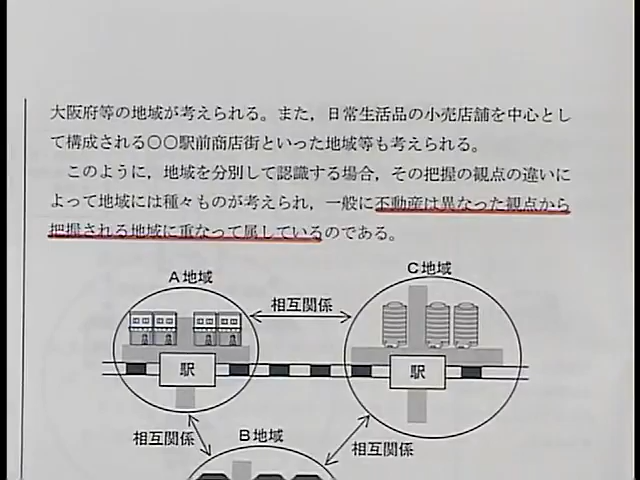 大阪府等の地域が考えられる。また，日常生活品の小売店舗を中心とし
て構成される〇〇駅前商店街といった地域等も考えられる。
このように，地域を分別して認識する場合，その把握の観点の違いに
よって地域には種々ものが考えられ，一般に不動産は異なった観点から
把握される地域に重なって属しているのである。
A地域
C地域
相互関係
駅
駅
相互関係
B地域
相互関係